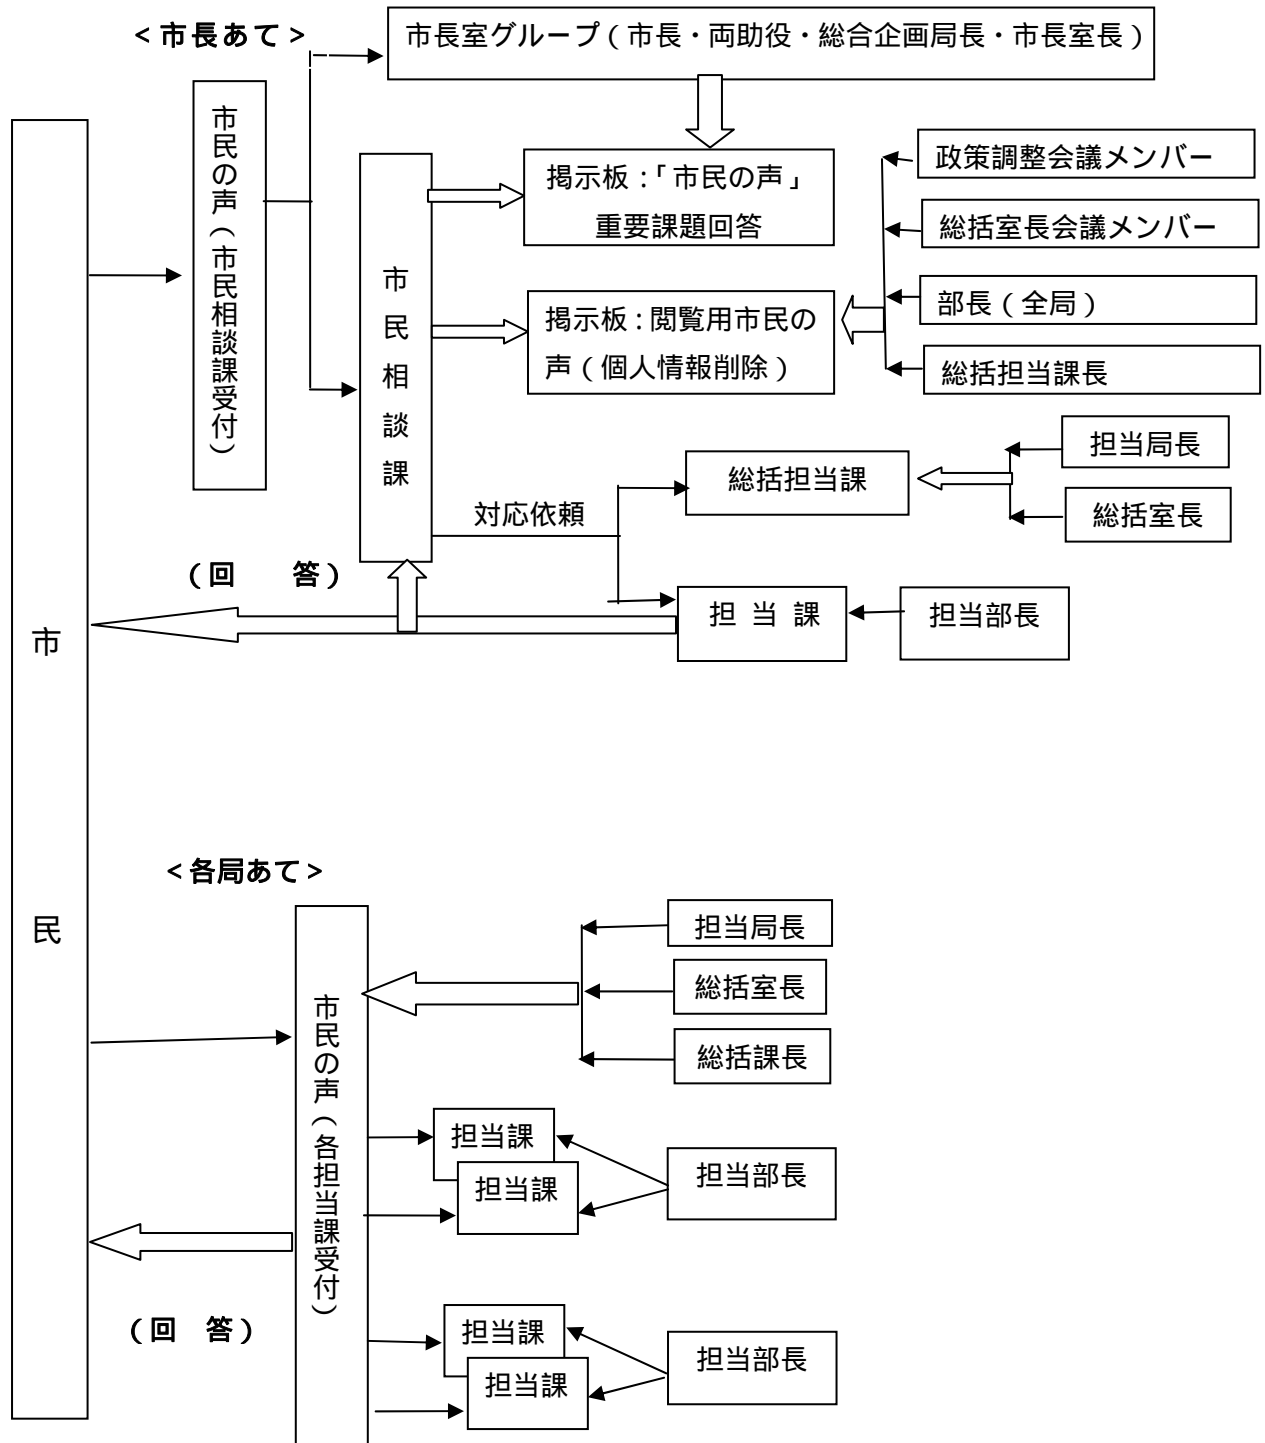 <市長あて>
市長室グループ(市長・両助役・総合企画局長・市長室長)
市民の声(市民相談課受付)
市民
市民相談課
掲示板:「市民の声」
重要課題回答
掲示板:閲覧用市民の
声(個人情報削除)
政策調整会議メンバー
総括室長会議メンバー
部長(全局)
総括担当課長
対応依頼
総括担当課
担当局長
総括室長
(回 答)
担 当 課
担当部長
<各局あて>
市民の声(各担当課受付)
担当局長
総括室長
総括課長
担当課
担当課
担当部長
(回 答)
担当課
担当課
担当部長